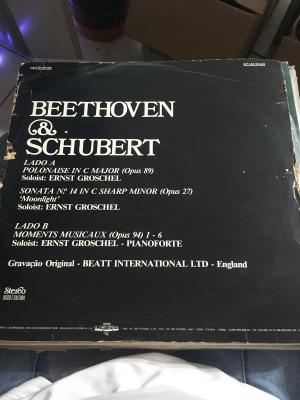 BEETHOVEN
&
SCHUBERT
LADO A
POLONAISE IN C MAJOR (Opus 89)
Soloist: ERNST GROSCHEL
SONATA N.º 14 IN C SHARP MINOR (Opus 27)
'Moonlight'
Soloist: ERNST GROSCHEL
LADO B
MOMENTS MUSICAUX (Opus 94) 1 - 6
Soloist: ERNST GROSCHEL - PIANOFORTE
Gravação Original - BEATT INTERNATIONAL LTD - England
Stereo